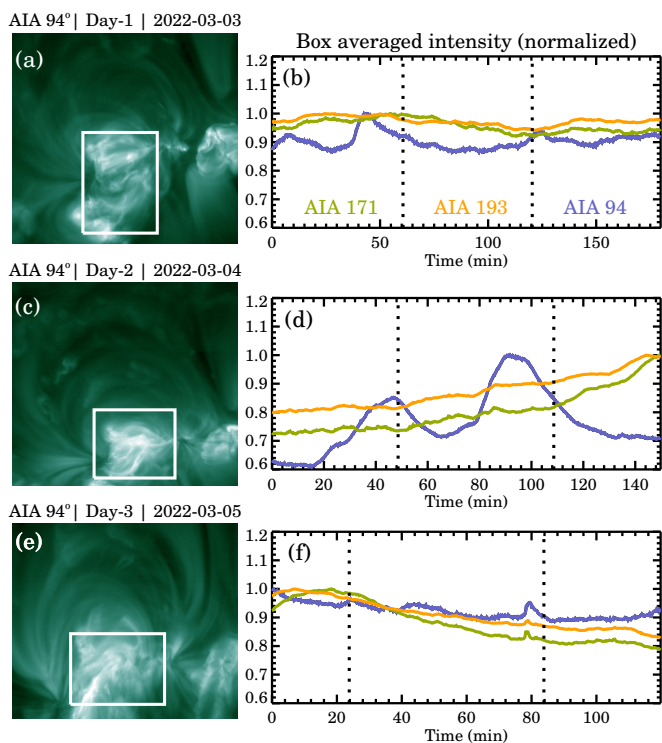 AIA 94°| Day-1 | 2022-03-03
(a)
Box averaged intensity (normalized)
(b)
1.2
1.1
1.0
0.9
0.8
0.7
0.6
AIA 171 AIA 193 AIA 94
0 50 100 150
Time (min)
AIA 94°| Day-2 | 2022-03-04
(c)
(d)
1.2
1.1
1.0
0.9
0.8
0.7
0.6
0 20 40 60 80 100 120 140
Time (min)
AIA 94°| Day-3 | 2022-03-05
(e)
(f)
1.2
1.1
1.0
0.9
0.8
0.7
0.6
0 20 40 60 80 100
Time (min)